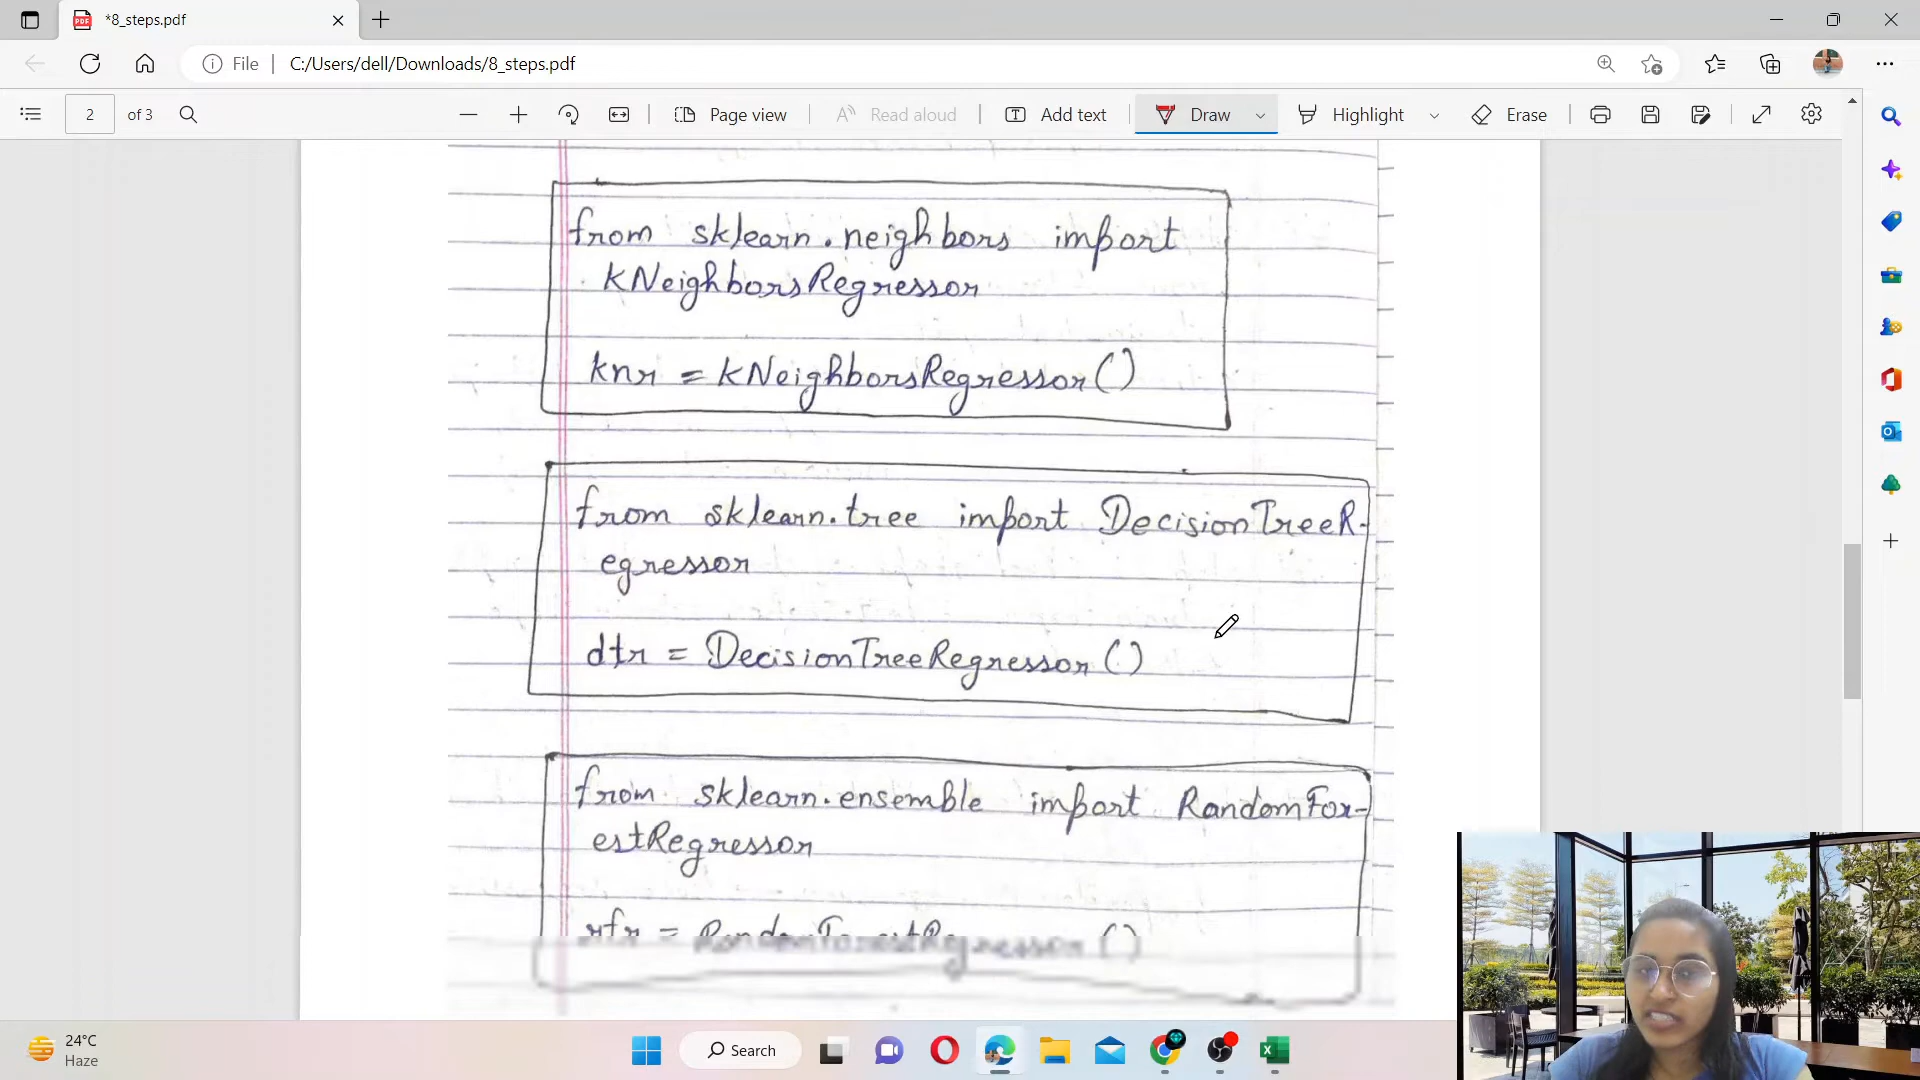 *8_steps.pdf
File
C:/Users/dell/Downloads/8_steps.pdf
2 of 3
Page view
Read aloud
Add text
Draw
Highlight
Erase
from sklearn.neighbors import
KNeighborsRegressor
knr = KNeighborsRegressor()
from sklearn.tree import DecisionTreeR-
egressor
dtr = DecisionTreeRegressor()
from sklearn.ensemble import RandomFor-
estRegressor
rfr = RandomForestRegressor()
24°C
Haze
Search